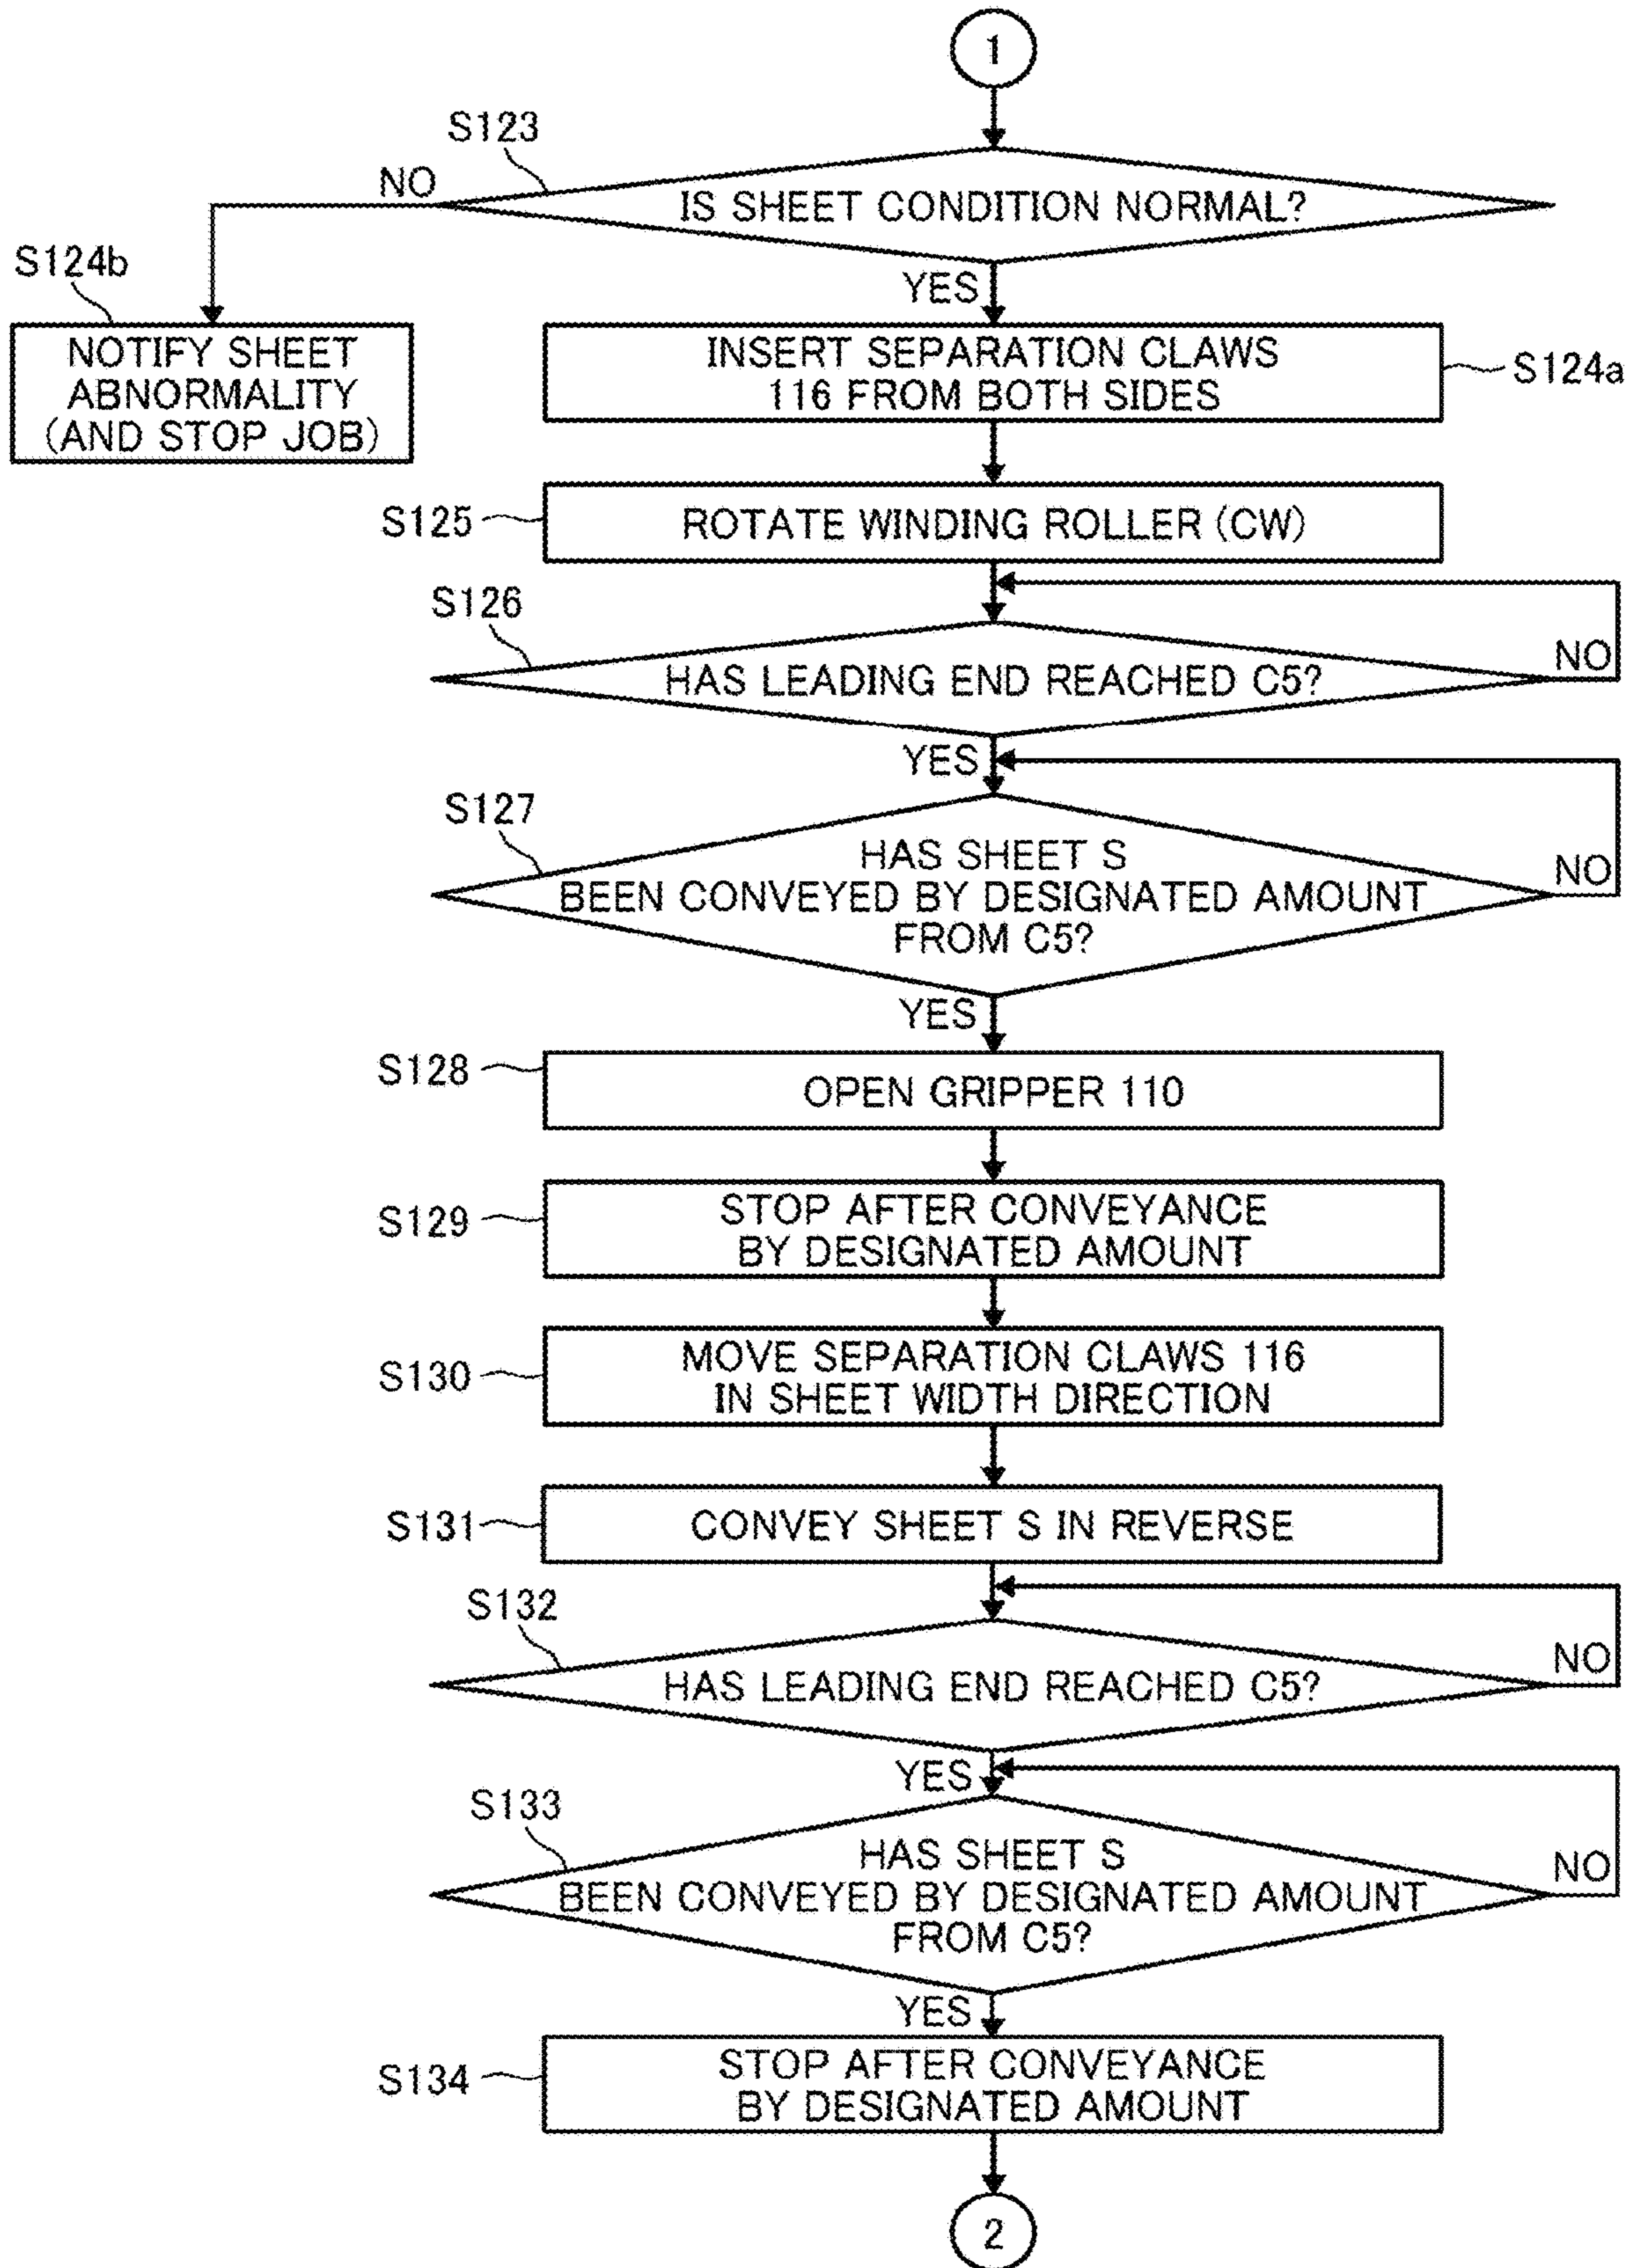 1
S123
NO
IS SHEET CONDITION NORMAL?
S124b
YES
NOTIFY SHEET
ABNORMALITY
(AND STOP JOB)
INSERT SEPARATION CLAWS
116 FROM BOTH SIDES
S124a
S125
ROTATE WINDING ROLLER (CW)
S126
HAS LEADING END REACHED C5?
NO
YES
S127
HAS SHEET S
BEEN CONVEYED BY DESIGNATED AMOUNT
FROM C5?
NO
YES
S128
OPEN GRIPPER 110
S129
STOP AFTER CONVEYANCE
BY DESIGNATED AMOUNT
S130
MOVE SEPARATION CLAWS 116
IN SHEET WIDTH DIRECTION
S131
CONVEY SHEET S IN REVERSE
S132
HAS LEADING END REACHED C5?
NO
YES
S133
HAS SHEET S
BEEN CONVEYED BY DESIGNATED AMOUNT
FROM C5?
NO
YES
S134
STOP AFTER CONVEYANCE
BY DESIGNATED AMOUNT
2